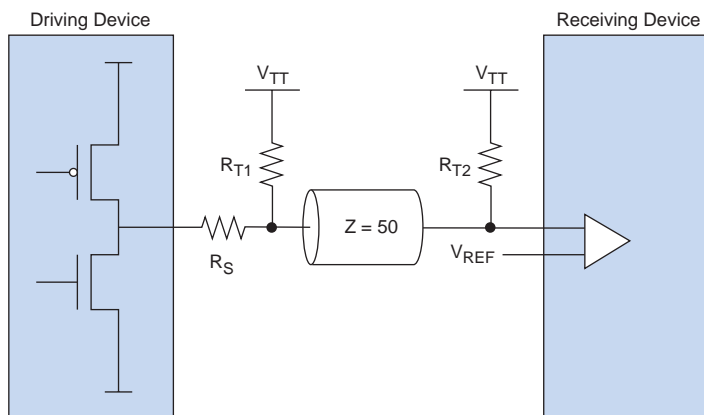 Driving Device
Receiving Device
VTT
VTT
RT1
RT2
Z = 50
RS
VREF